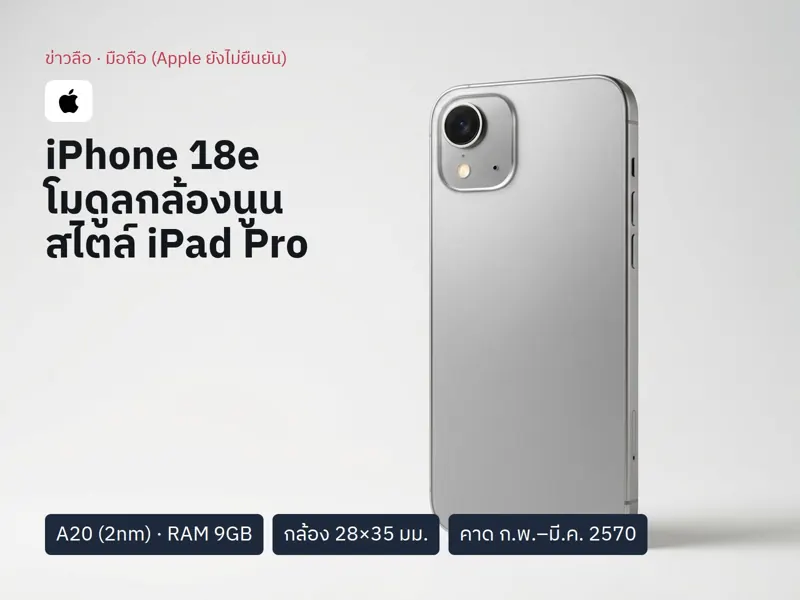 ข่าวลือ · มือถือ (Apple ยังไม่ยืนยัน)
iPhone 18e
โมดูลกล้องนูน
สไตล์ iPad Pro
A20 (2nm) · RAM 9GB
กล้อง 28×35 มม.
คาด ก.พ.–มี.ค. 2570